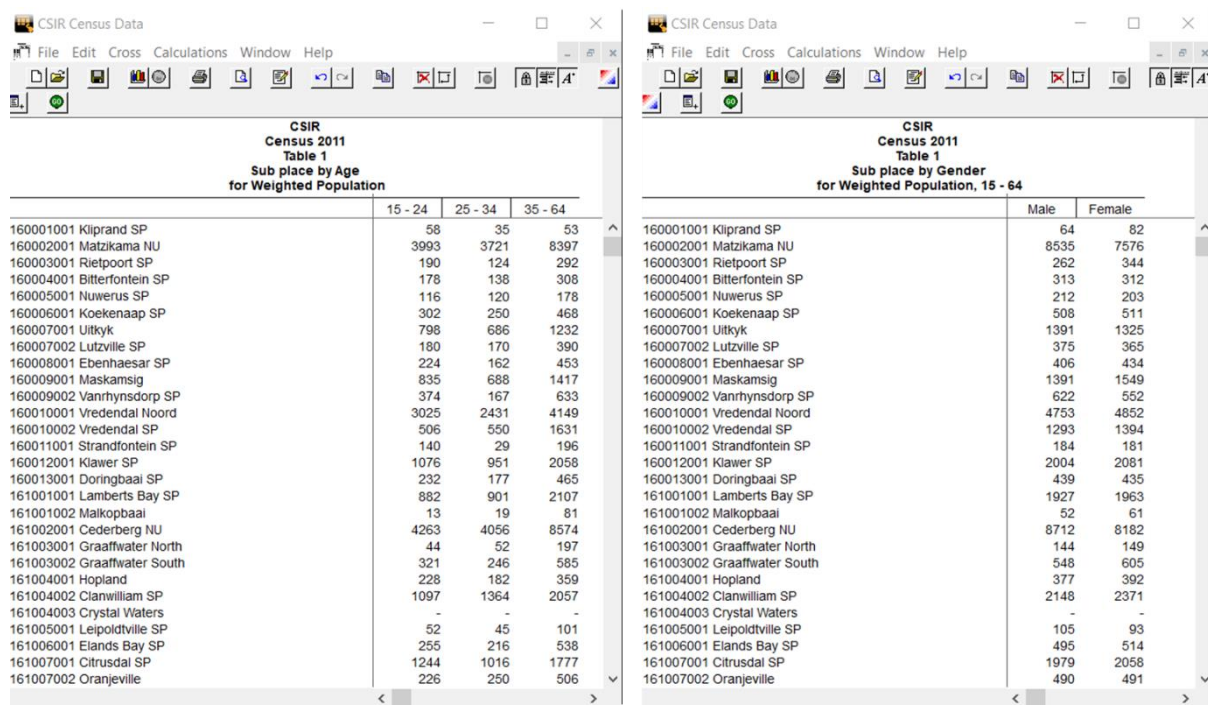 CSIR Census Data
File Edit Cross Calculations Window Help
CSIR
Census 2011
Table 1
Sub place by Age
for Weighted Population
15 - 24 25 - 34 35 - 64
160001001 Kliprand SP 58 35 53
160002001 Matzikama NU 3993 3721 8397
160003001 Rietpoort SP 190 124 292
160004001 Bitterfontein SP 178 138 308
160005001 Nuwerus SP 116 120 178
160006001 Koekenaap SP 302 250 468
160007001 Uitkyk 798 686 1232
160007002 Lutzville SP 180 170 390
160008001 Ebenhaesar SP 224 162 453
160009001 Maskamsig 835 688 1417
160009002 Vanrhynsdorp SP 374 167 633
160010001 Vredendal Noord 3025 2431 4149
160010002 Vredendal SP 506 550 1631
160011001 Strandfontein SP 140 29 196
160012001 Klawer SP 1076 951 2058
160013001 Doringbaai SP 232 177 465
161001001 Lamberts Bay SP 882 901 2107
161001002 Malkopbaai 13 19 81
161002001 Cederberg NU 4263 4056 8574
161003001 Graaffwater North 44 52 197
161003002 Graaffwater South 321 246 585
161004001 Hopland 228 182 359
161004002 Clanwilliam SP 1097 1364 2057
161004003 Crystal Waters - - -
161005001 Leipoldtville SP 52 45 101
161006001 Elands Bay SP 255 216 538
161007001 Citrusdal SP 1244 1016 1777
161007002 Oranjeville 226 250 506
CSIR Census Data
File Edit Cross Calculations Window Help
CSIR
Census 2011
Table 1
Sub place by Gender
for Weighted Population, 15 - 64
Male Female
160001001 Kliprand SP 64 82
160002001 Matzikama NU 8535 7576
160003001 Rietpoort SP 262 344
160004001 Bitterfontein SP 313 312
160005001 Nuwerus SP 212 203
160006001 Koekenaap SP 508 511
160007001 Uitkyk 1391 1325
160007002 Lutzville SP 375 365
160008001 Ebenhaesar SP 406 434
160009001 Maskamsig 1391 1549
160009002 Vanrhynsdorp SP 622 552
160010001 Vredendal Noord 4753 4852
160010002 Vredendal SP 1293 1394
160011001 Strandfontein SP 184 181
160012001 Klawer SP 2004 2081
160013001 Doringbaai SP 439 435
161001001 Lamberts Bay SP 1927 1963
161001002 Malkopbaai 52 61
161002001 Cederberg NU 8712 8182
161003001 Graaffwater North 144 149
161003002 Graaffwater South 548 605
161004001 Hopland 377 392
161004002 Clanwilliam SP 2148 2371
161004003 Crystal Waters - -
161005001 Leipoldtville SP 105 93
161006001 Elands Bay SP 495 514
161007001 Citrusdal SP 1979 2058
161007002 Oranjeville 490 491